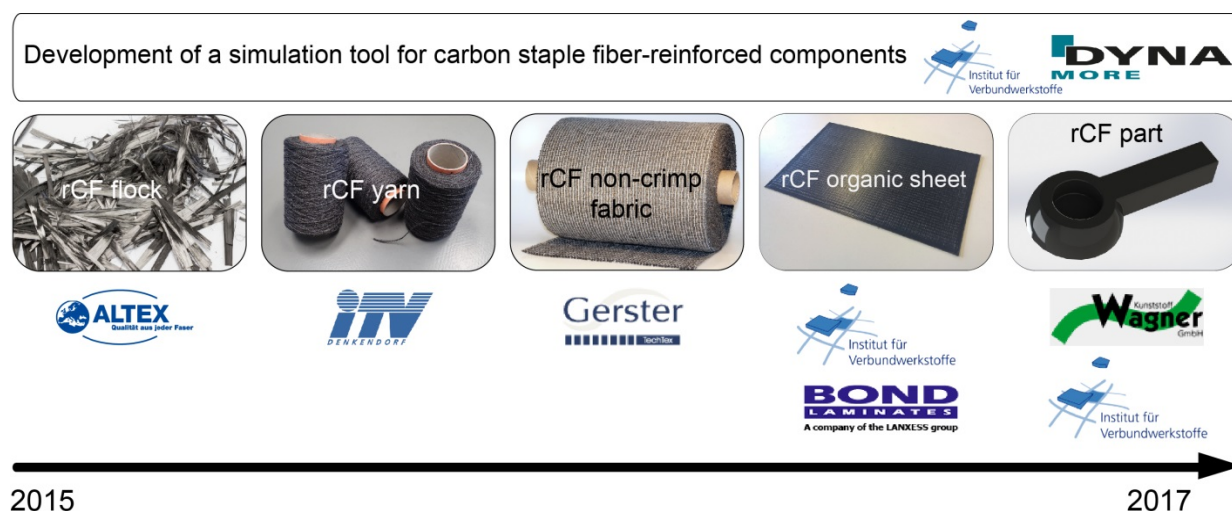 Development of a simulation tool for carbon staple fiber-reinforced components
Institut für
Verbundwerkstoffe
DYNA
MORE
rCF flock
rCF yarn
rCF non-crimp
fabric
rCF organic sheet
rCF part
ALTEX
Qualität aus jeder Faser
iTV
DENKENDORF
Gerster
TechTex
Institut für
Verbundwerkstoffe
BOND
LAMINATES
A company of the LANXESS group
Kunststoff
Wagner
GmbH
Institut für
Verbundwerkstoffe
2015
2017